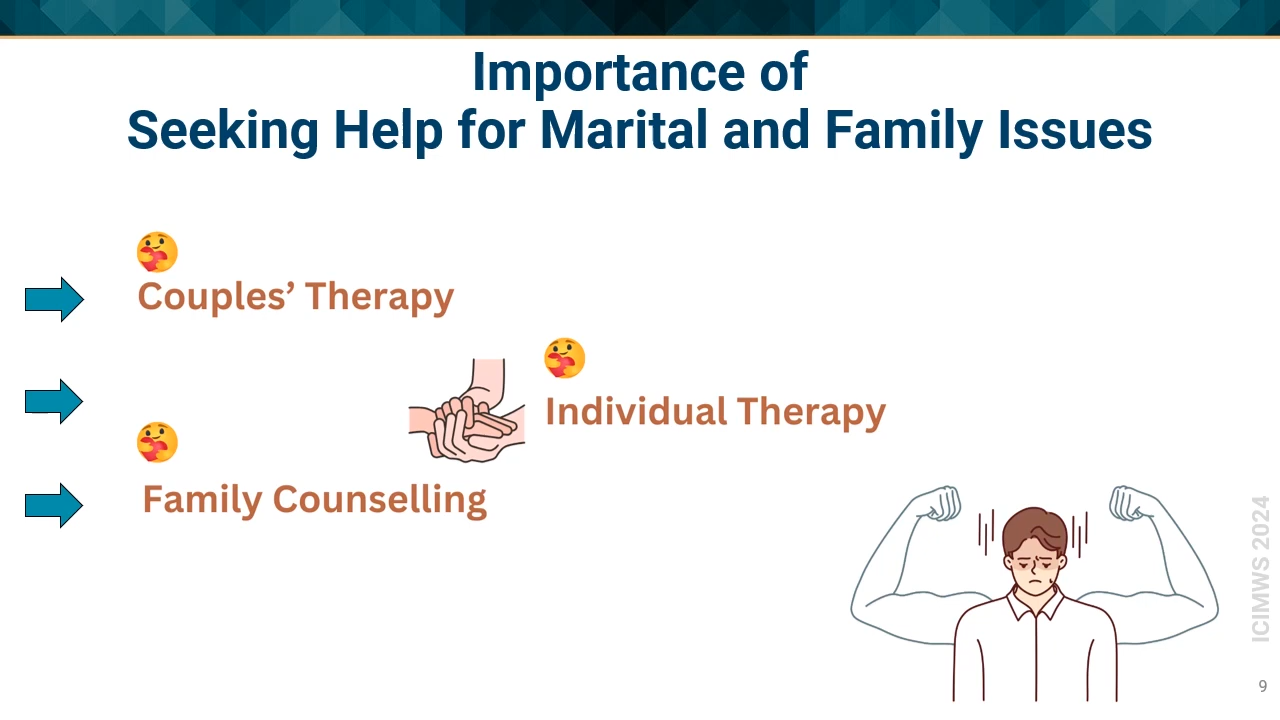 Importance of
Seeking Help for Marital and Family Issues
Couples’ Therapy
Individual Therapy
Family Counselling
ICIMWS 2024
9